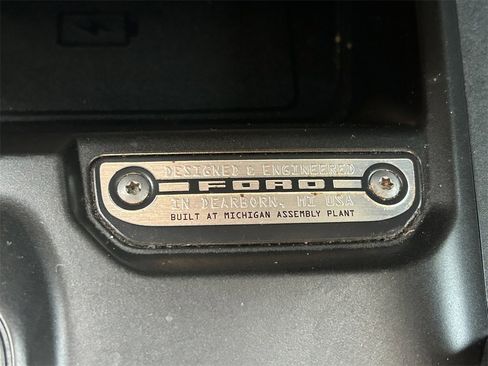 DESIGNED & ENGINEERED
FORD
IN DEARBORN, MI USA
BUILT AT MICHIGAN ASSEMBLY PLANT